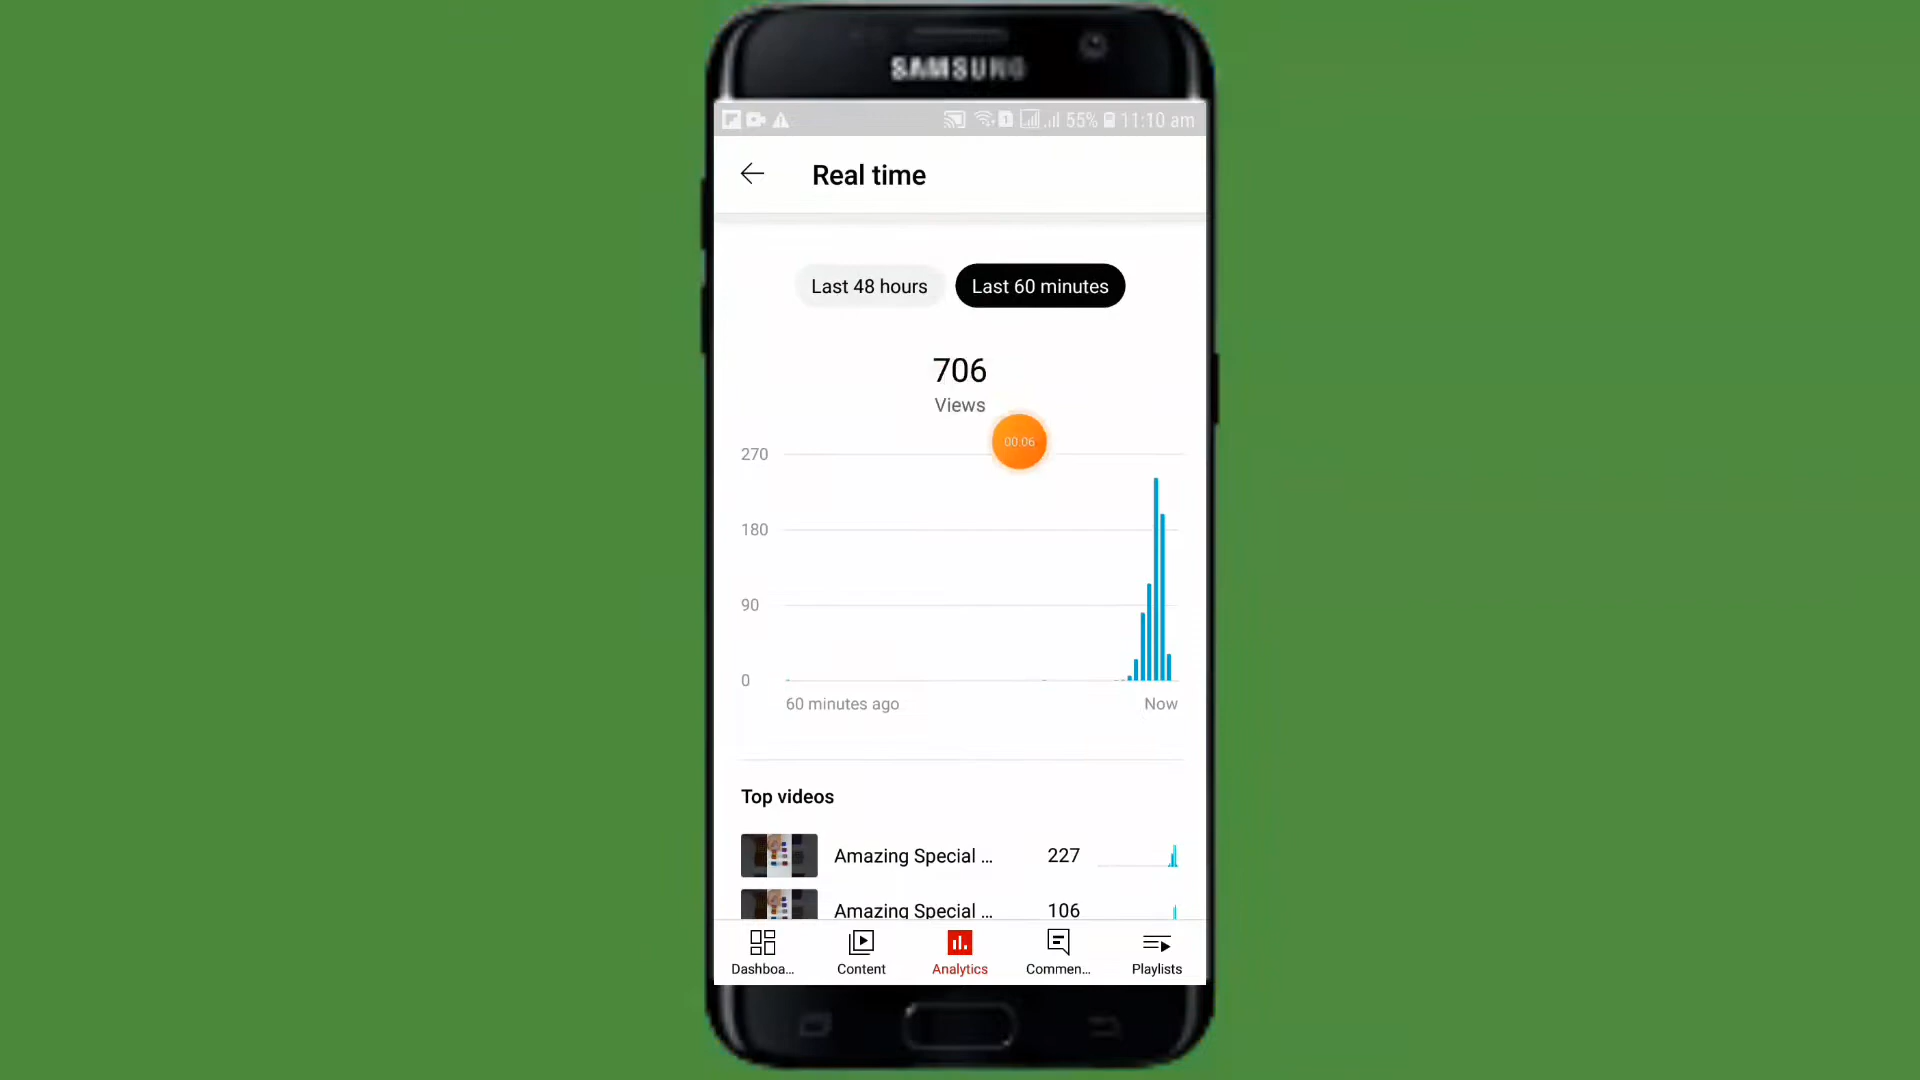 SAMSUNG
1 55% 11:10 am
Real time
Last 48 hours Last 60 minutes
706
Views
00:06
270
180
90
0
60 minutes ago Now
Top videos
Amazing Special ... 227
Amazing Special ... 106
Dashboa... Content Analytics Commen... Playlists